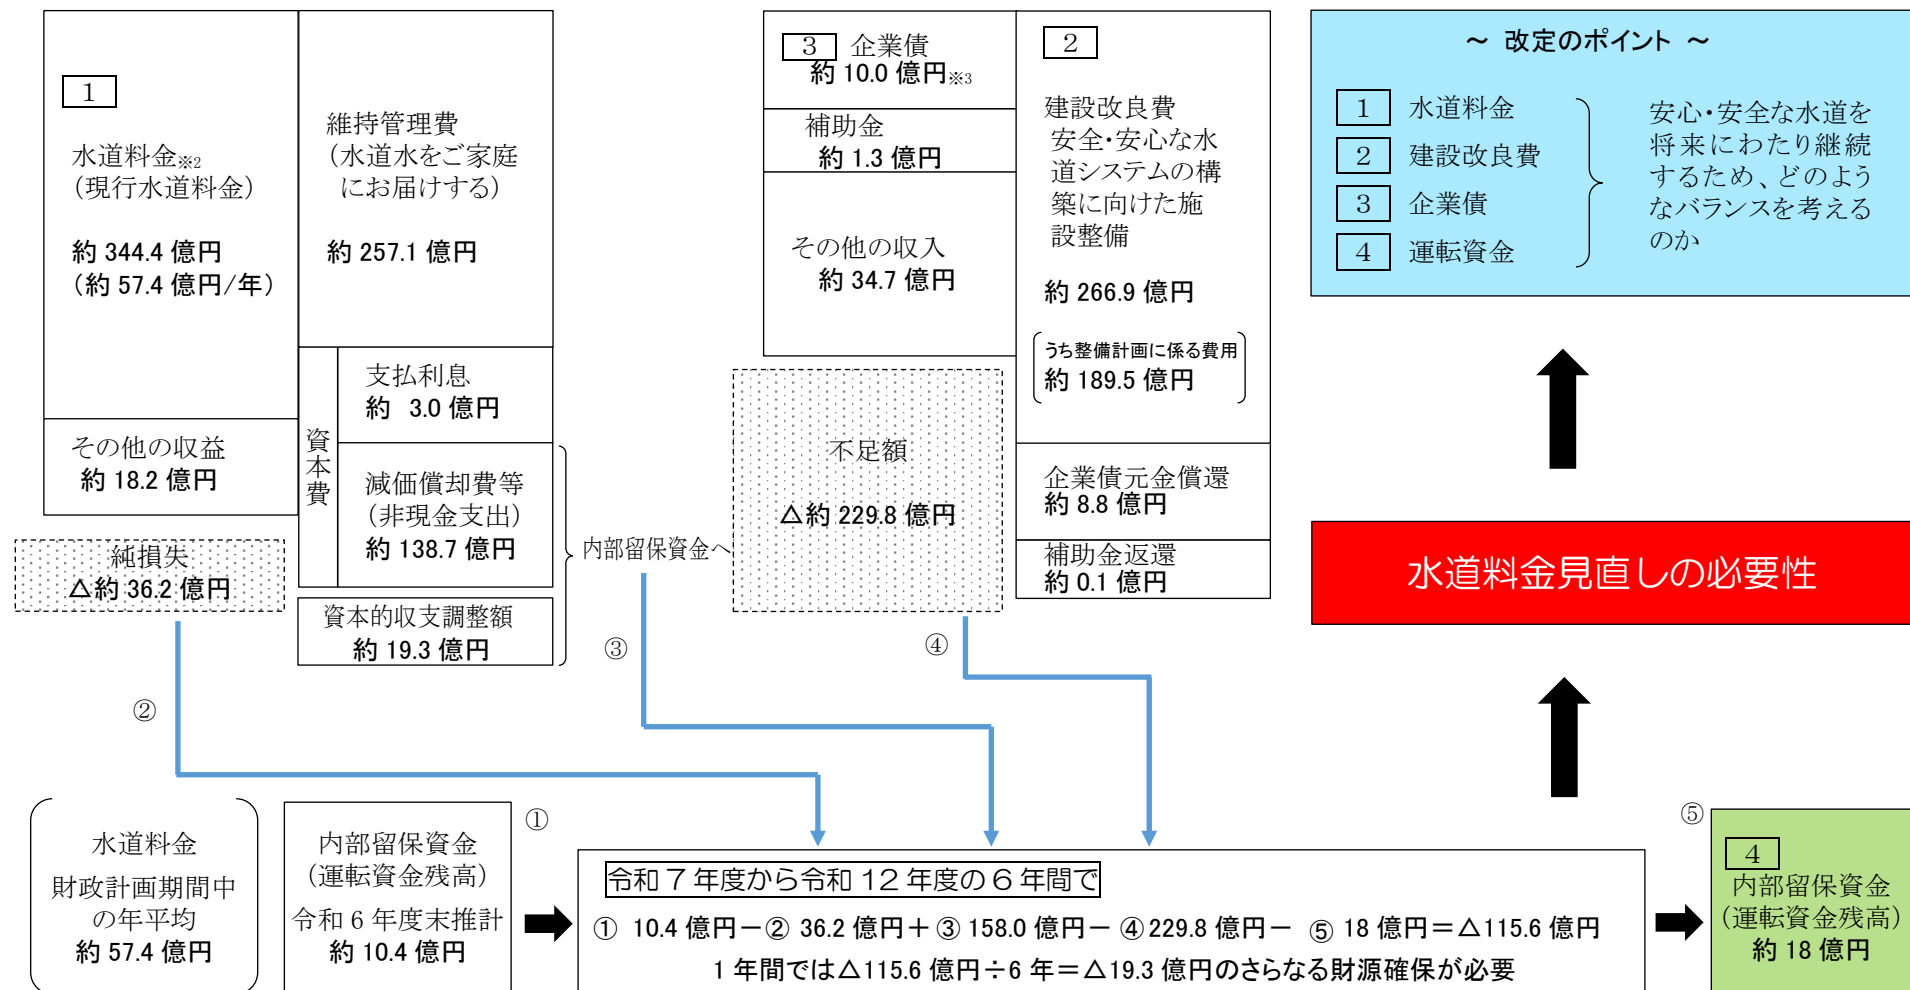 1
水道料金※2
（現行水道料金）
約 344.4 億円
（約 57.4 億円/年）
その他の収益
約 18.2 億円
純損失
△約 36.2 億円
維持管理費
（水道水をご家庭
にお届けする）
約 257.1 億円
資本費
支払利息
約 3.0 億円
減価償却費等
（非現金支出）
約 138.7 億円
資本的収支調整額
約 19.3 億円
内部留保資金へ
3 企業債
約 10.0 億円※3
補助金
約 1.3 億円
その他の収入
約 34.7 億円
不足額
△約 229.8 億円
2
建設改良費
安全・安心な水
道システムの構
築に向けた施
設整備
約 266.9 億円
うち整備計画に係る費用
約 189.5 億円
企業債元金償還
約 8.8 億円
補助金返還
約 0.1 億円
～ 改定のポイント ～
1 水道料金
2 建設改良費
3 企業債
4 運転資金
安心・安全な水道を
将来にわたり継続
するため、どのよう
なバランスを考える
のか
水道料金見直しの必要性
②
③
④
水道料金
財政計画期間中
の年平均
約 57.4 億円
①
内部留保資金
（運転資金残高）
令和 6 年度末推計
約 10.4 億円
令和 7 年度から令和 12 年度の 6 年間で
① 10.4 億円－② 36.2 億円＋③ 158.0 億円－ ④ 229.8 億円－ ⑤ 18 億円＝△115.6 億円
1 年間では△115.6 億円÷6 年＝△19.3 億円のさらなる財源確保が必要
⑤
4
内部留保資金
（運転資金残高）
約 18 億円